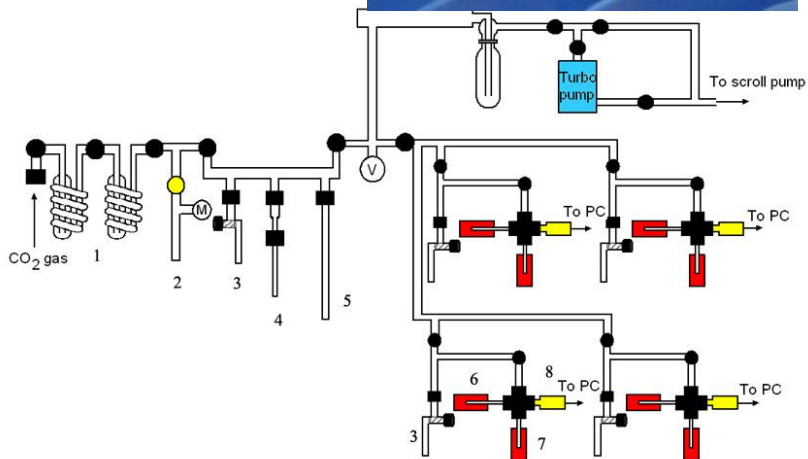 Turbo
pump
To scroll pump
V
M
CO2 gas
1
2
3
4
5
To PC
To PC
6
8
To PC
To PC
3
7